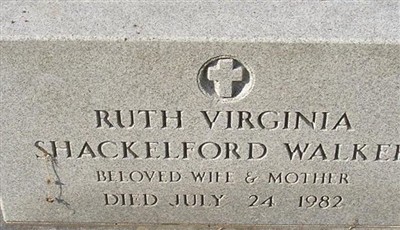 RUTH VIRGINIA
SHACKELFORD WALKER
BELOVED WIFE & MOTHER
DIED JULY 24 1982